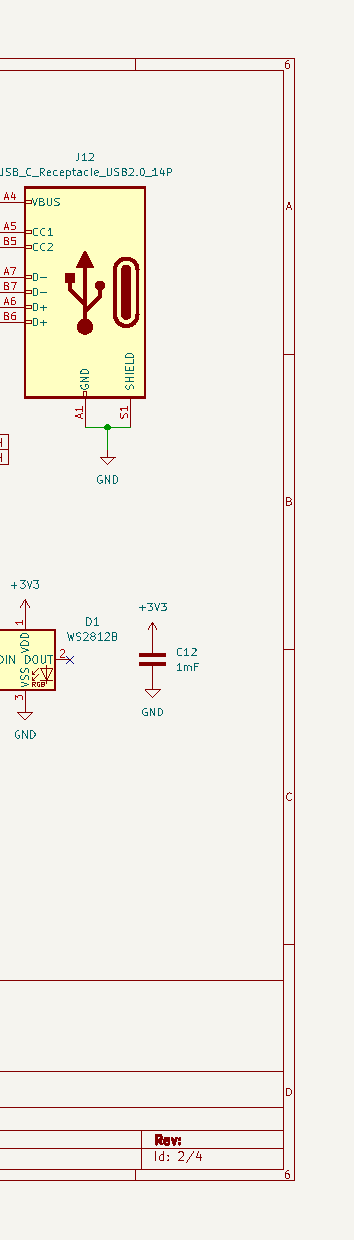 6
J12
USB_C_Receptacle_USB2.0_14P
A4
VBUS
A
A5
CC1
B5
CC2
A7
D-
B7
D-
A6
D+
B6
D+
GND
SHIELD
A1
S1
GND
B
+3V3
1
D1
WS2812B
VDD
DIN
DOUT
2
VSS
RGB
3
GND
+3V3
C12
1mF
GND
C
D
Rev:
Id: 2/4
6